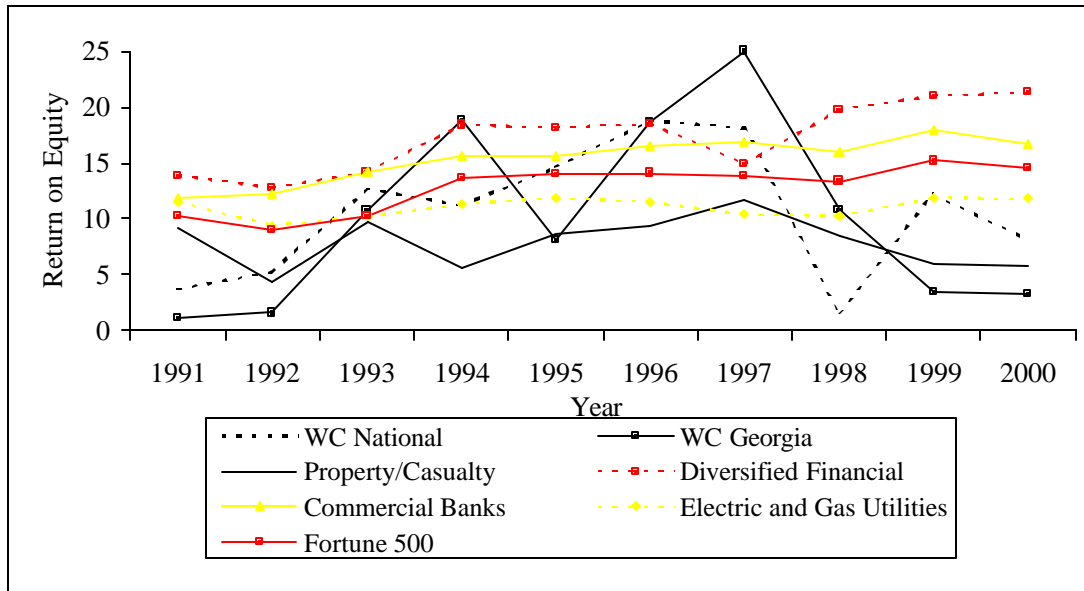 Return on Equity
25
20
15
10
5
0
1991 1992 1993 1994 1995 1996 1997 1998 1999 2000
Year
WC National WC Georgia
Property/Casualty Diversified Financial
Commercial Banks Electric and Gas Utilities
Fortune 500